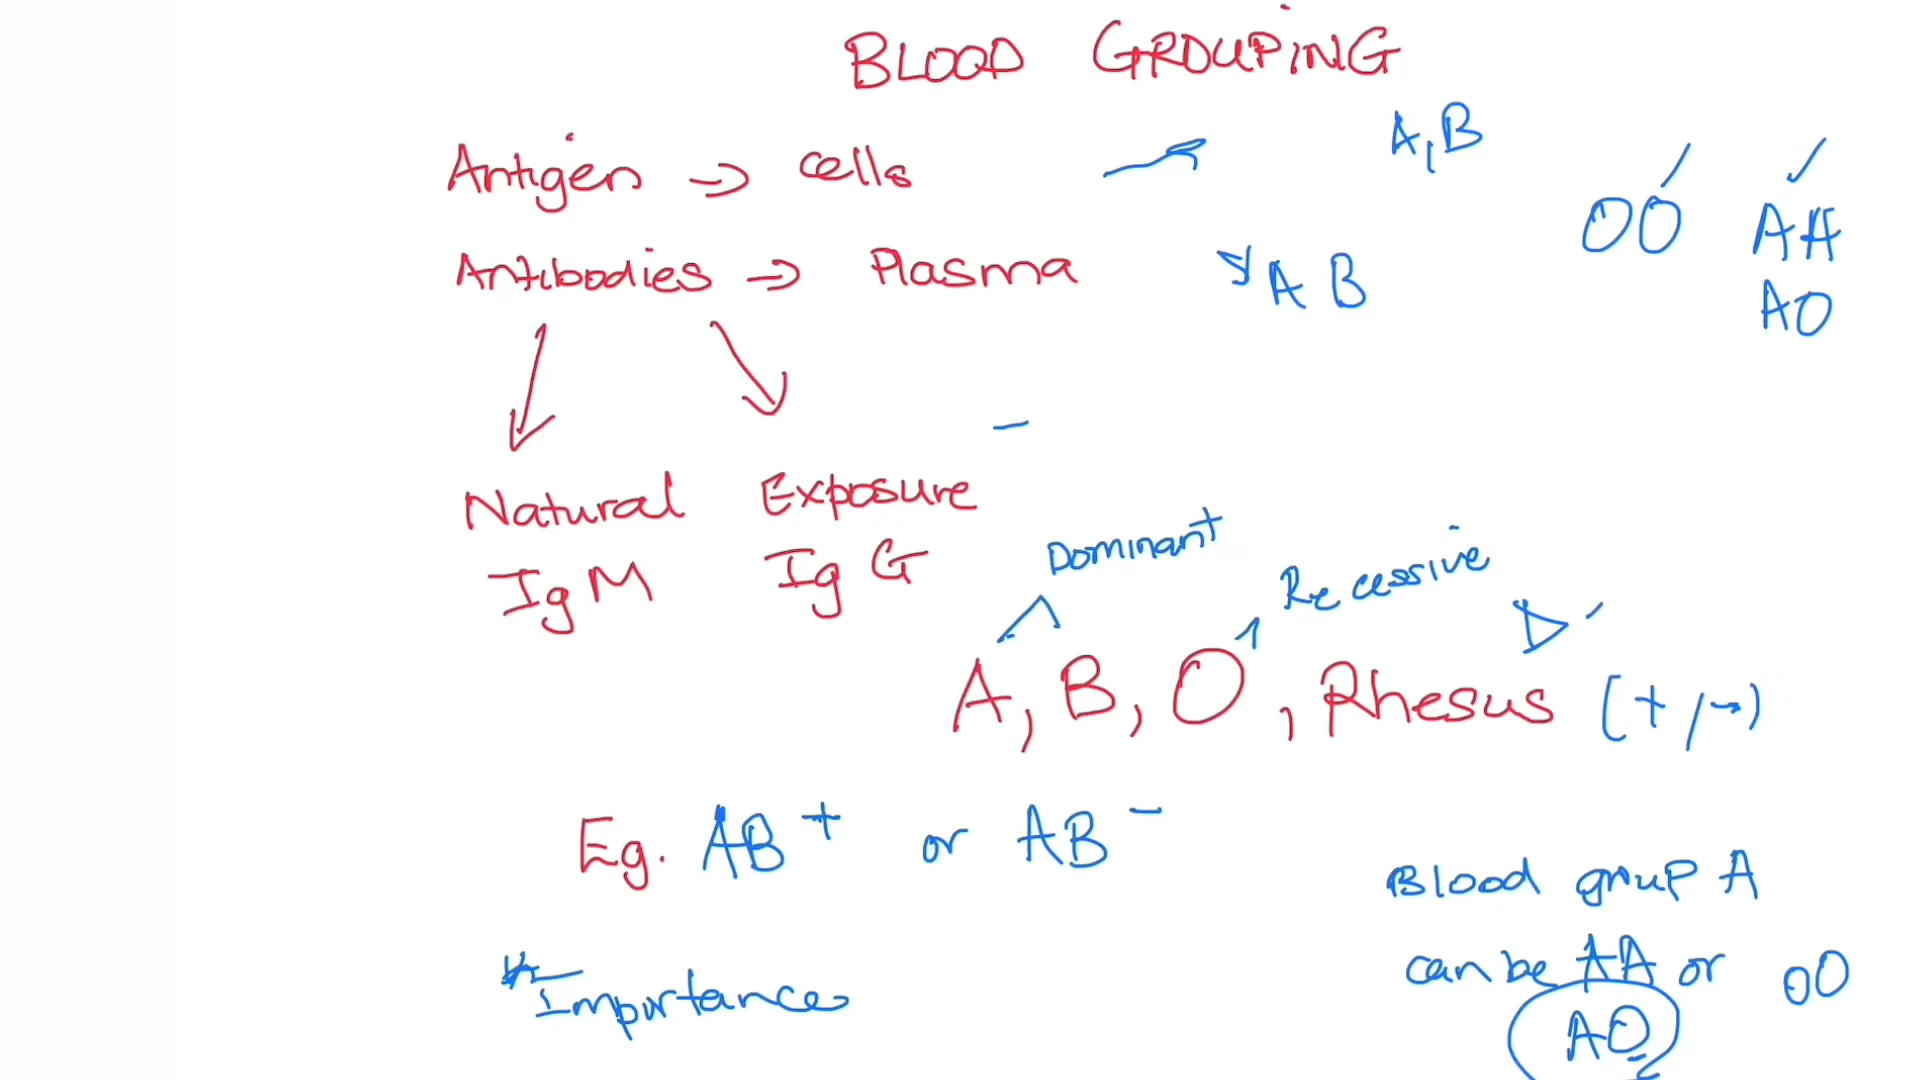 BLOOD GROUPING
Antigen → cells
A, B
OO AA
Antibodies → Plasma
A B
AO
Natural Exposure
IgM IgG
Dominant
Recessive
D
A, B, O, Rhesus (+/-)
Eg. AB+ or AB-
Blood group A
can be AA or OO
AO
Importance